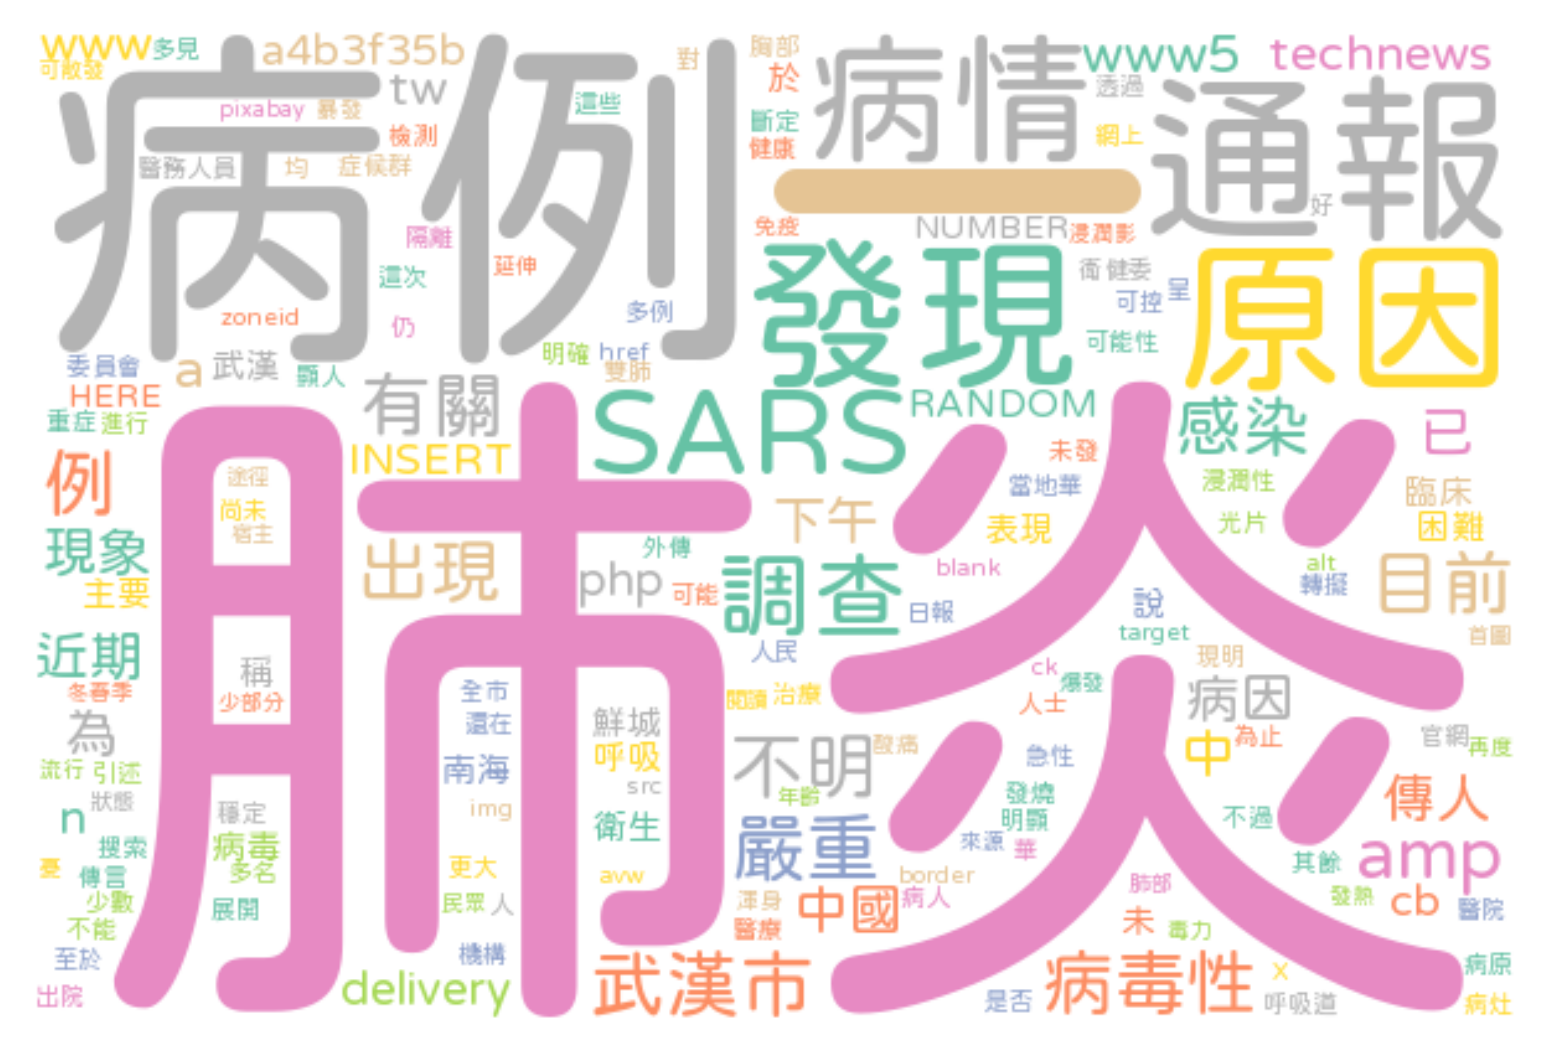 www 多見 a4b3f35b 對 胸部 病情 www5 technews
可散發 病例 tw 於 透過 通報
pixabay 暴發 這些 斷定 網上
檢測 健康
醫務人員 均 症候群 一 好
隔離 免疫 NUMBER 浸潤影
這次 延伸 發現 衛健委 呈 原因
zoneid 仍 多例 可控
委員會 a 武漢 顯人 明確 href 雙肺 可能性
HERE 有關 SARS RANDOM 感染 已
重症 進行 INSERT 未發
例 肺炎 途徑 下午 當地華 浸潤性 臨床
尚未 表現 光片 困難
現象 宿主 出現 外傳 調查 目前
主要 php 可能 blank alt 轉擬
日報 說
近期 稱 人民 target 首圖
冬春季 少部分 全市 閱讀 治療 ck 爆發 現明
為 還在 鮮城 不明 酸痛 人士 病因
流行 引述 南海 呼吸 急性 中 為止 官網 再度
狀態 穩定 img src 年齡 發燒 傳人
n 搜索 病毒 衛生 嚴重 明顯 不過
憂 傳言 多名 更大 avw 來源 華 其餘 amp
少數 展開 民眾 人 渾身 border 肺部 發熱 cb 醫院
不能 醫療 中國 病人 未 毒力
至於 機構 武漢市 病毒性 x 病原
出院 delivery 是否 呼吸道 病灶